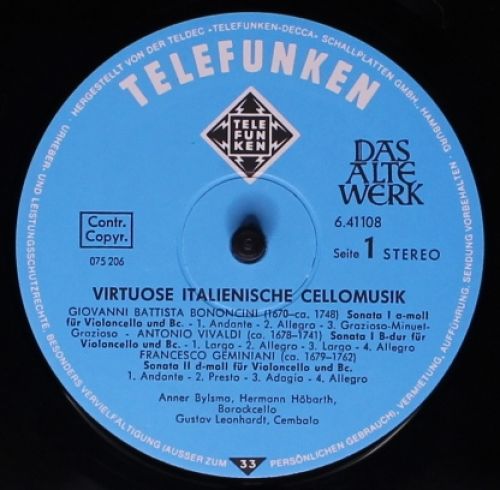 HERGESTELLT VON DER TELDEC »TELEFUNKEN-DECCA« SCHALLPLATTEN GMBH., HAMBURG · URHEBER- UND LEISTUNGSSCHUTZRECHTE, BESONDERS VERVIELFÄLTIGUNG (AUSSER ZUM PERSÖNLICHEN GEBRAUCH), VERMIETUNG, AUFFÜHRUNG, SENDUNG VORBEHALTEN
TELEFUNKEN
TELE
FUN
KEN
DAS
ALTE
WERK
Contr.
Copyr.
6.41108
075 206
Seite 1 STEREO
VIRTUOSE ITALIENISCHE CELLOMUSIK
GIOVANNI BATTISTA BONONCINI (1670-ca. 1748) Sonata I a-moll
für Violoncello und Bc. - 1. Andante - 2. Allegro - 3. Grazioso-Minuet-
Grazioso - ANTONIO VIVALDI (ca. 1678-1741) Sonata I B-dur für
Violoncello und Bc. - 1. Largo - 2. Allegro - 3. Largo - 4. Allegro
FRANCESCO GEMINIANI (ca. 1679-1762)
Sonata II d-moll für Violoncello und Bc.
1. Andante - 2. Presto - 3. Adagio - 4. Allegro
Anner Bylsma, Hermann Höbarth,
Barockcello
Gustav Leonhardt, Cembalo
33